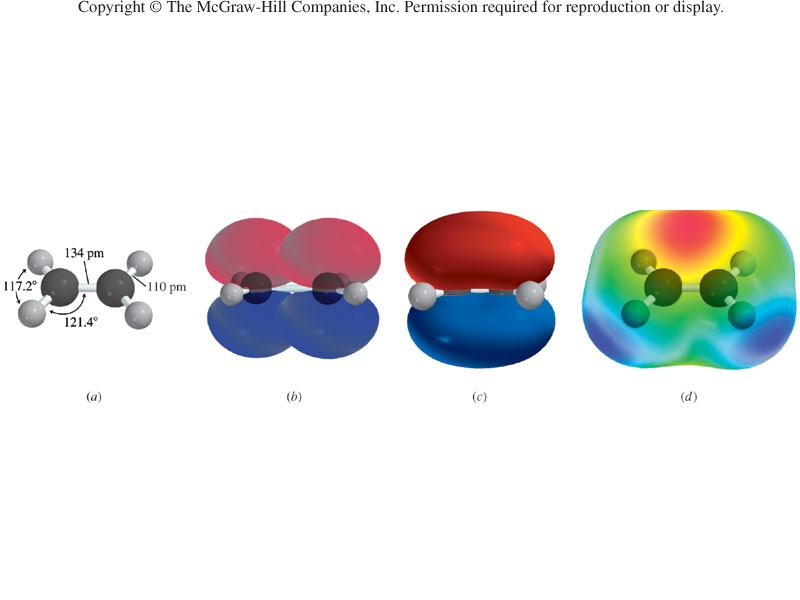 Copyright © The McGraw-Hill Companies, Inc. Permission required for reproduction or display.
134 pm
117.2°
110 pm
121.4°
(a)
(b)
(c)
(d)